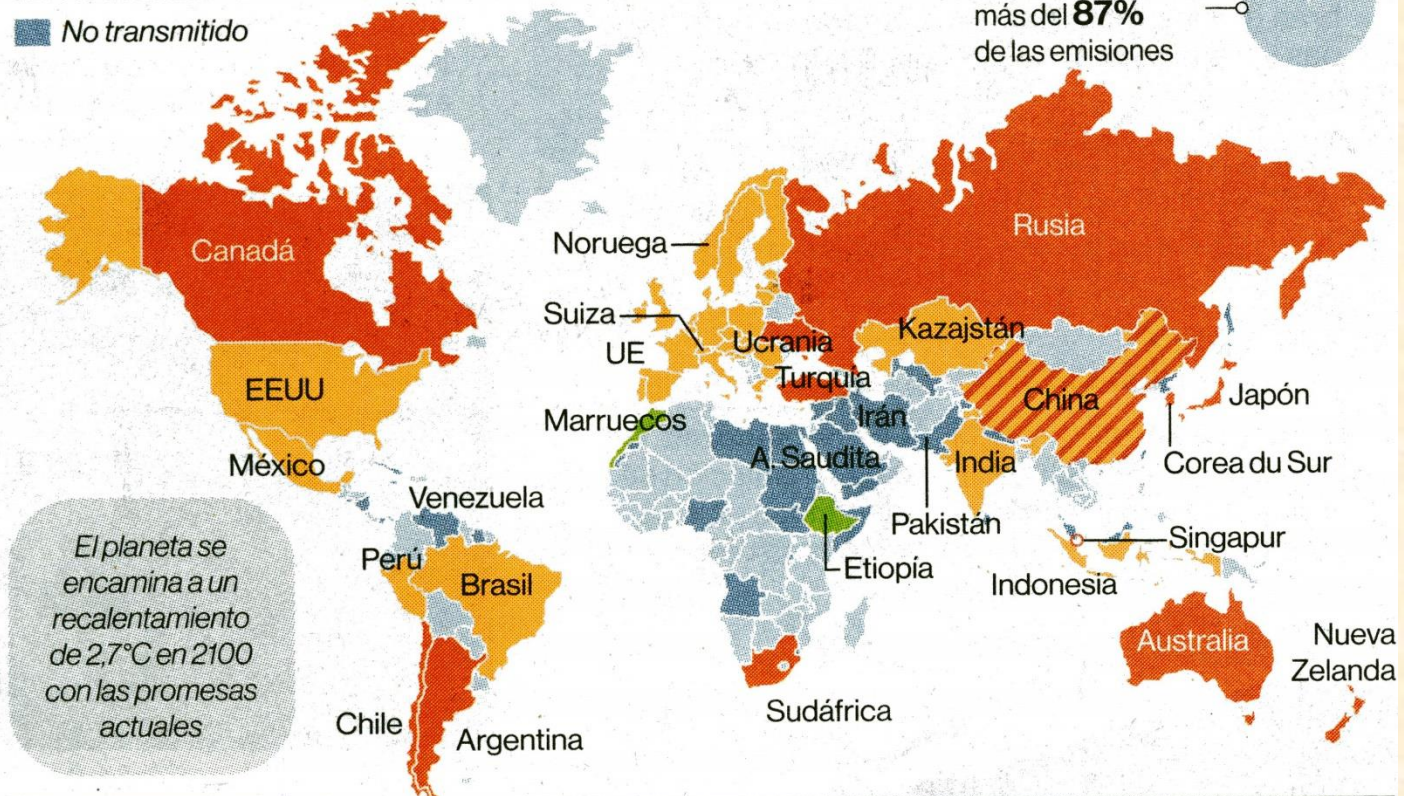 No transmitido
más del 87%
de las emisiones
Canadá
Rusia
Noruega
Suiza
UE
Ucrania
Kazajstán
Turquía
EEUU
China
Japón
Marruecos
Irán
México
A. Saudita
India
Corea du Sur
Venezuela
Pakistán
Singapur
Perú
Brasil
Etiopía
Indonesia
El planeta se
encamina a un
recalentamiento
de 2,7°C en 2100
con las promesas
actuales
Australia
Nueva
Zelanda
Chile
Argentina
Sudáfrica